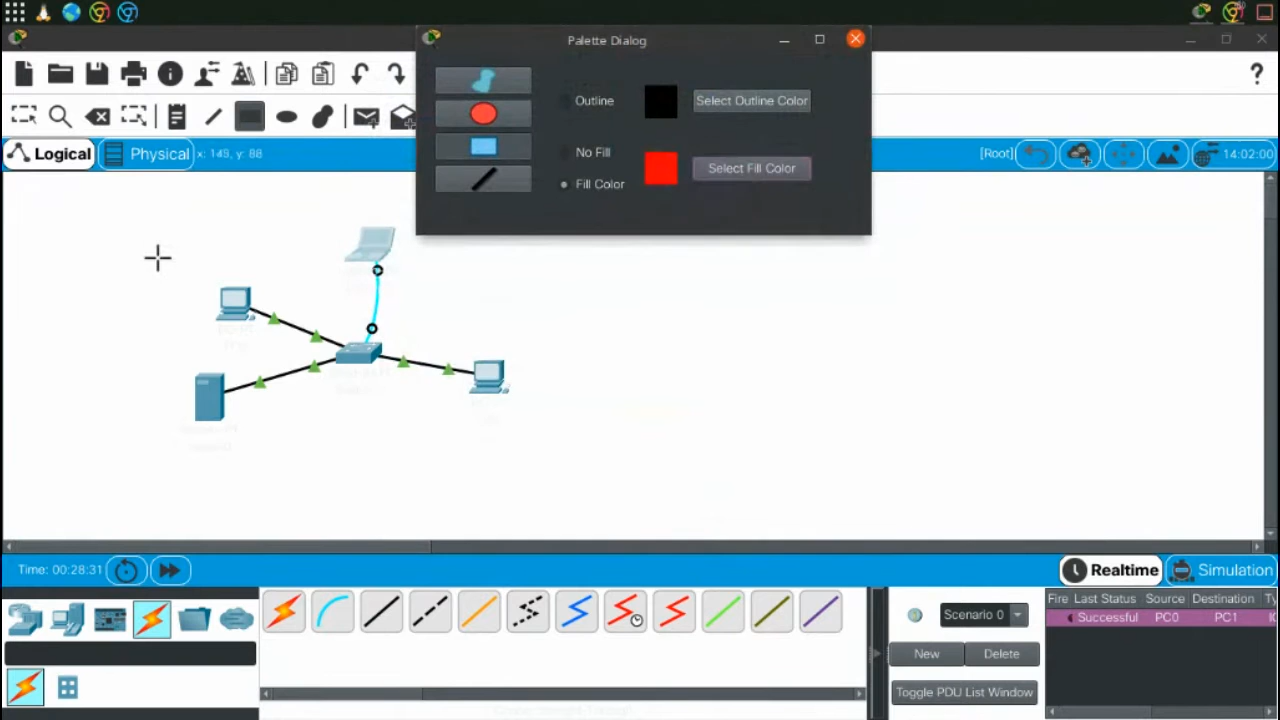 Palette Dialog
Outline
Select Outline Color
No Fill
Select Fill Color
Fill Color
?
Logical
Physical
x: 149, y: 88
[Root]
14:02:00
Time: 00:28:31
Realtime
Simulation
Scenario 0
New
Delete
Toggle PDU List Window
Fire Last Status Source Destination Ty
Successful PC0 PC1 IC